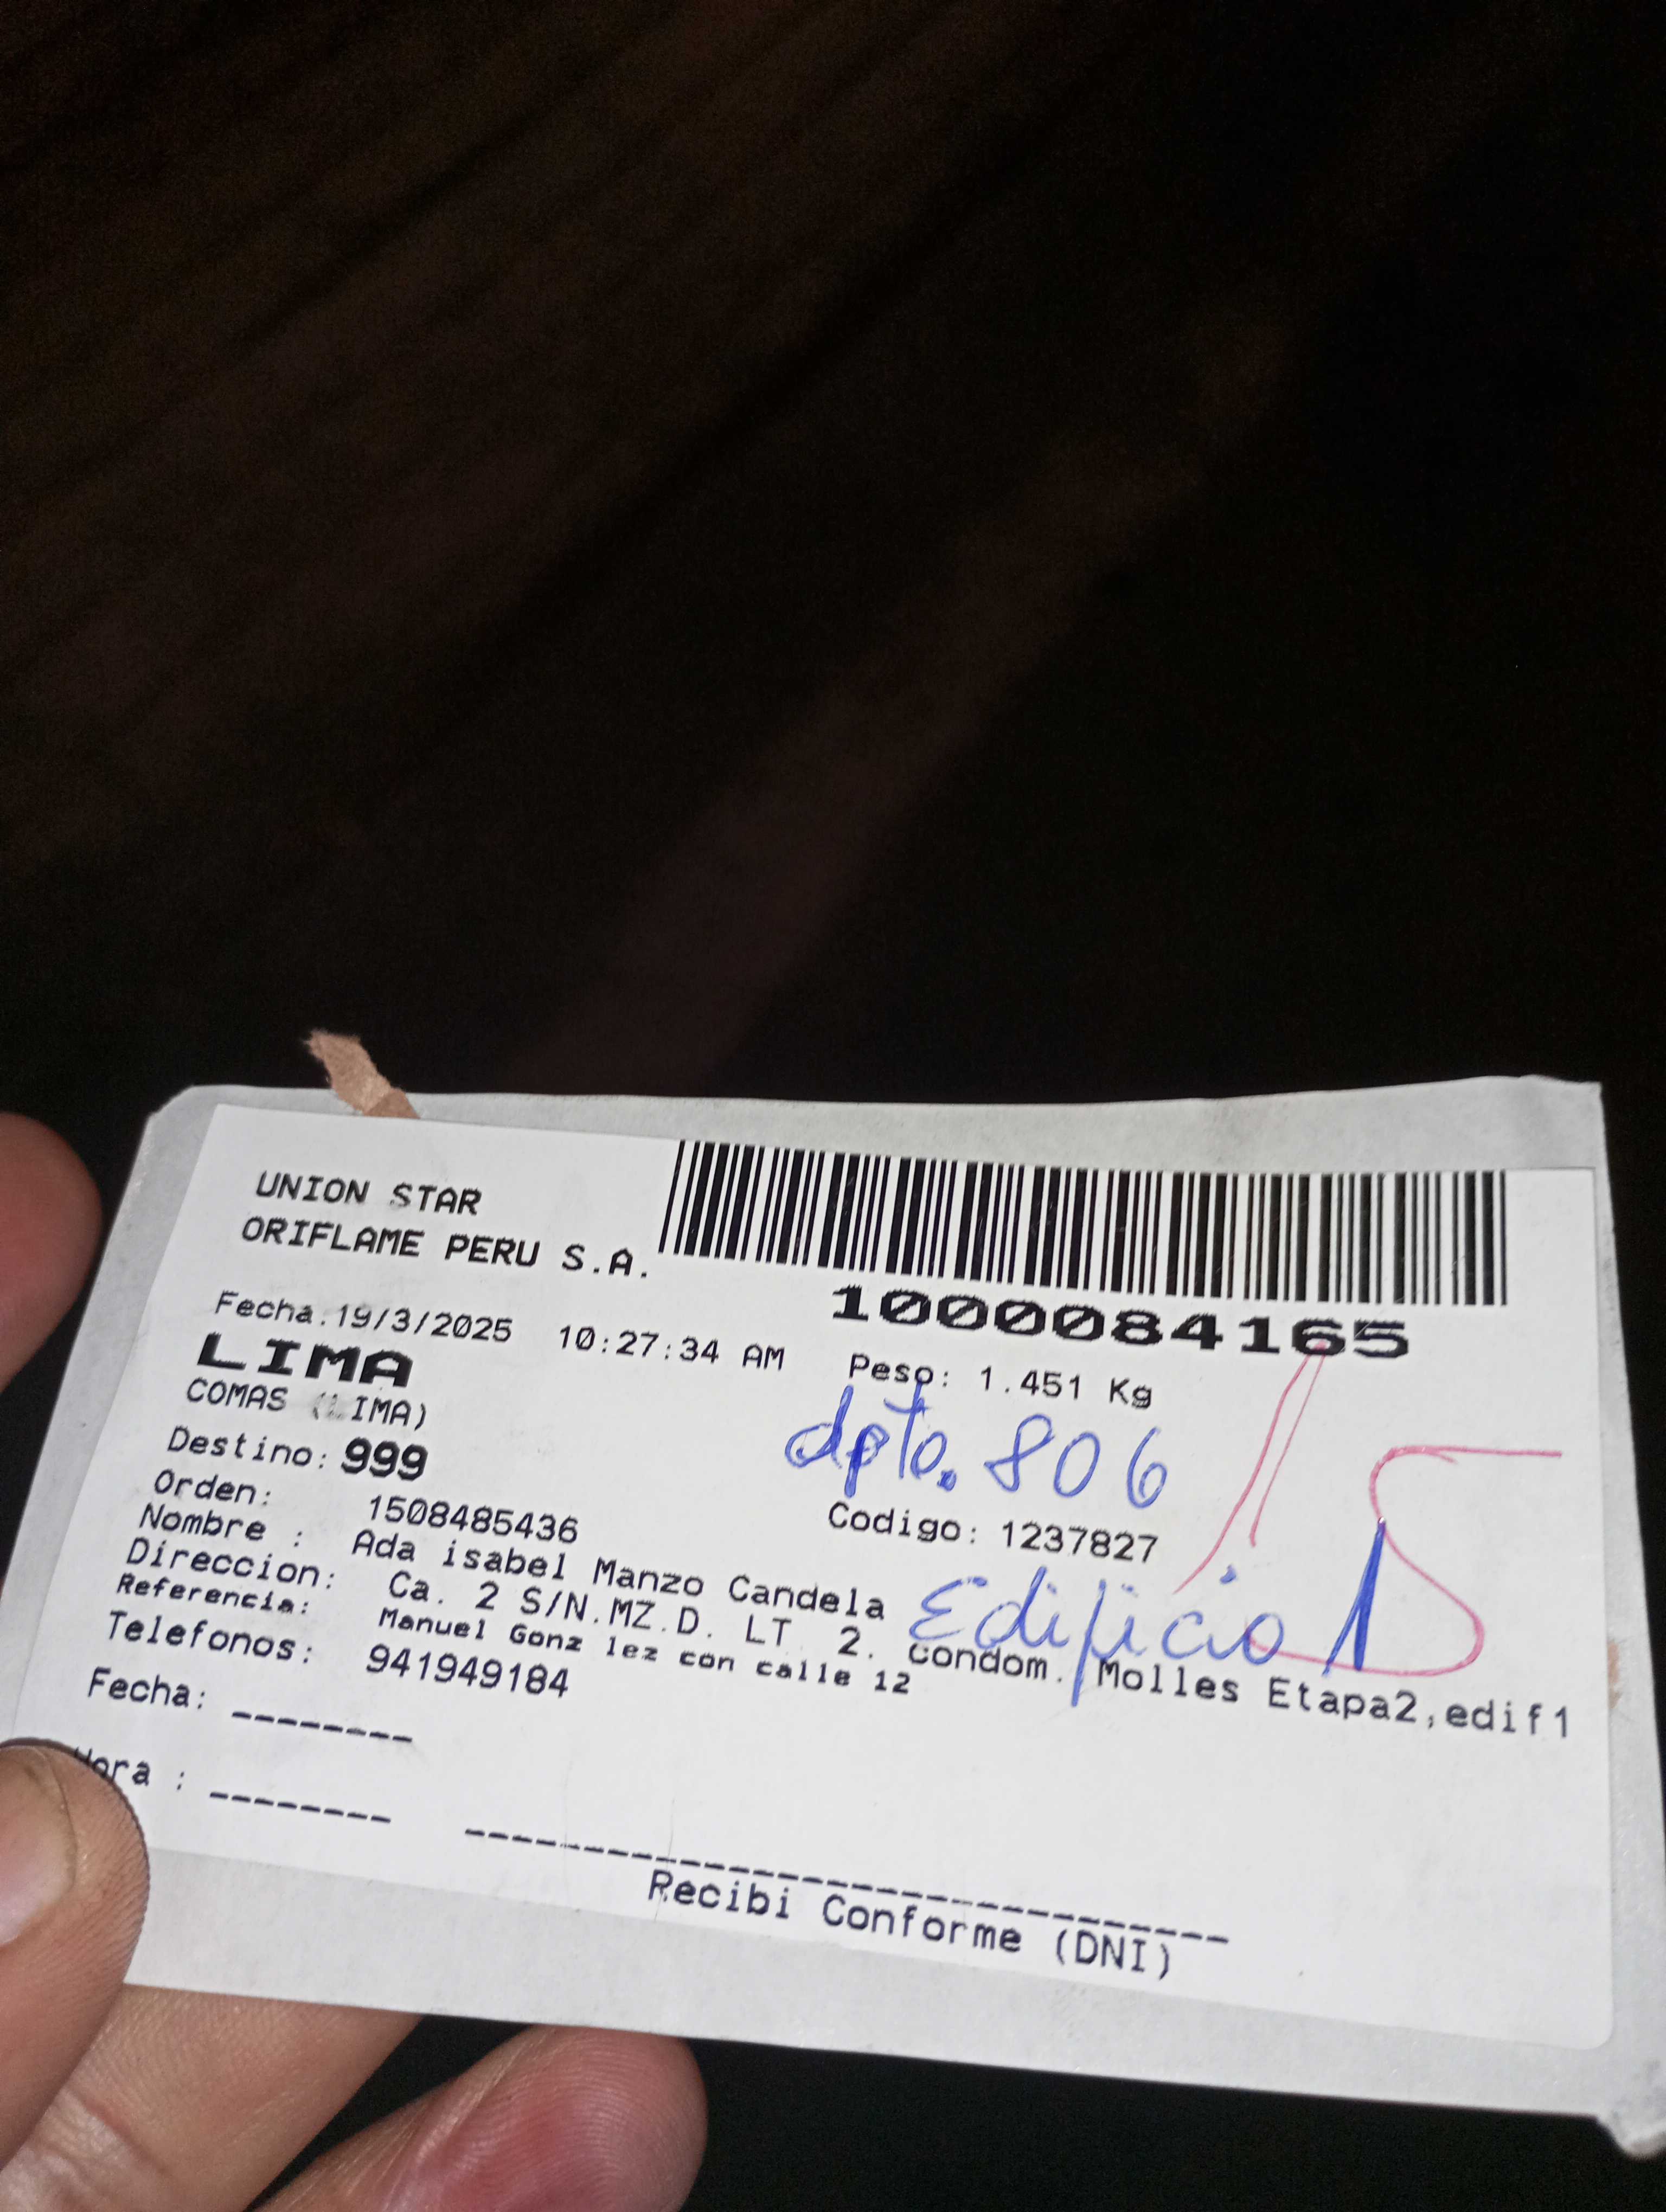 UNION STAR
ORIFLAME PERU S.A.
1000084165
Fecha.19/3/2025 10:27:34 AM Peso: 1.451 Kg
LIMA
COMAS (LIMA)
dpto. 806
Destino: 999
Orden: 1508485436 Codigo: 1237827
Nombre : Ada isabel Manzo Candela
Edificio 1
Direccion: Ca. 2 S/N.MZ.D. LT 2. Condom. Molles Etapa2,edif1
Referencia: Manuel Gonz lez con calle 12
Telefonos: 941949184
Fecha: --------
Hora : --------
Recibi Conforme (DNI)